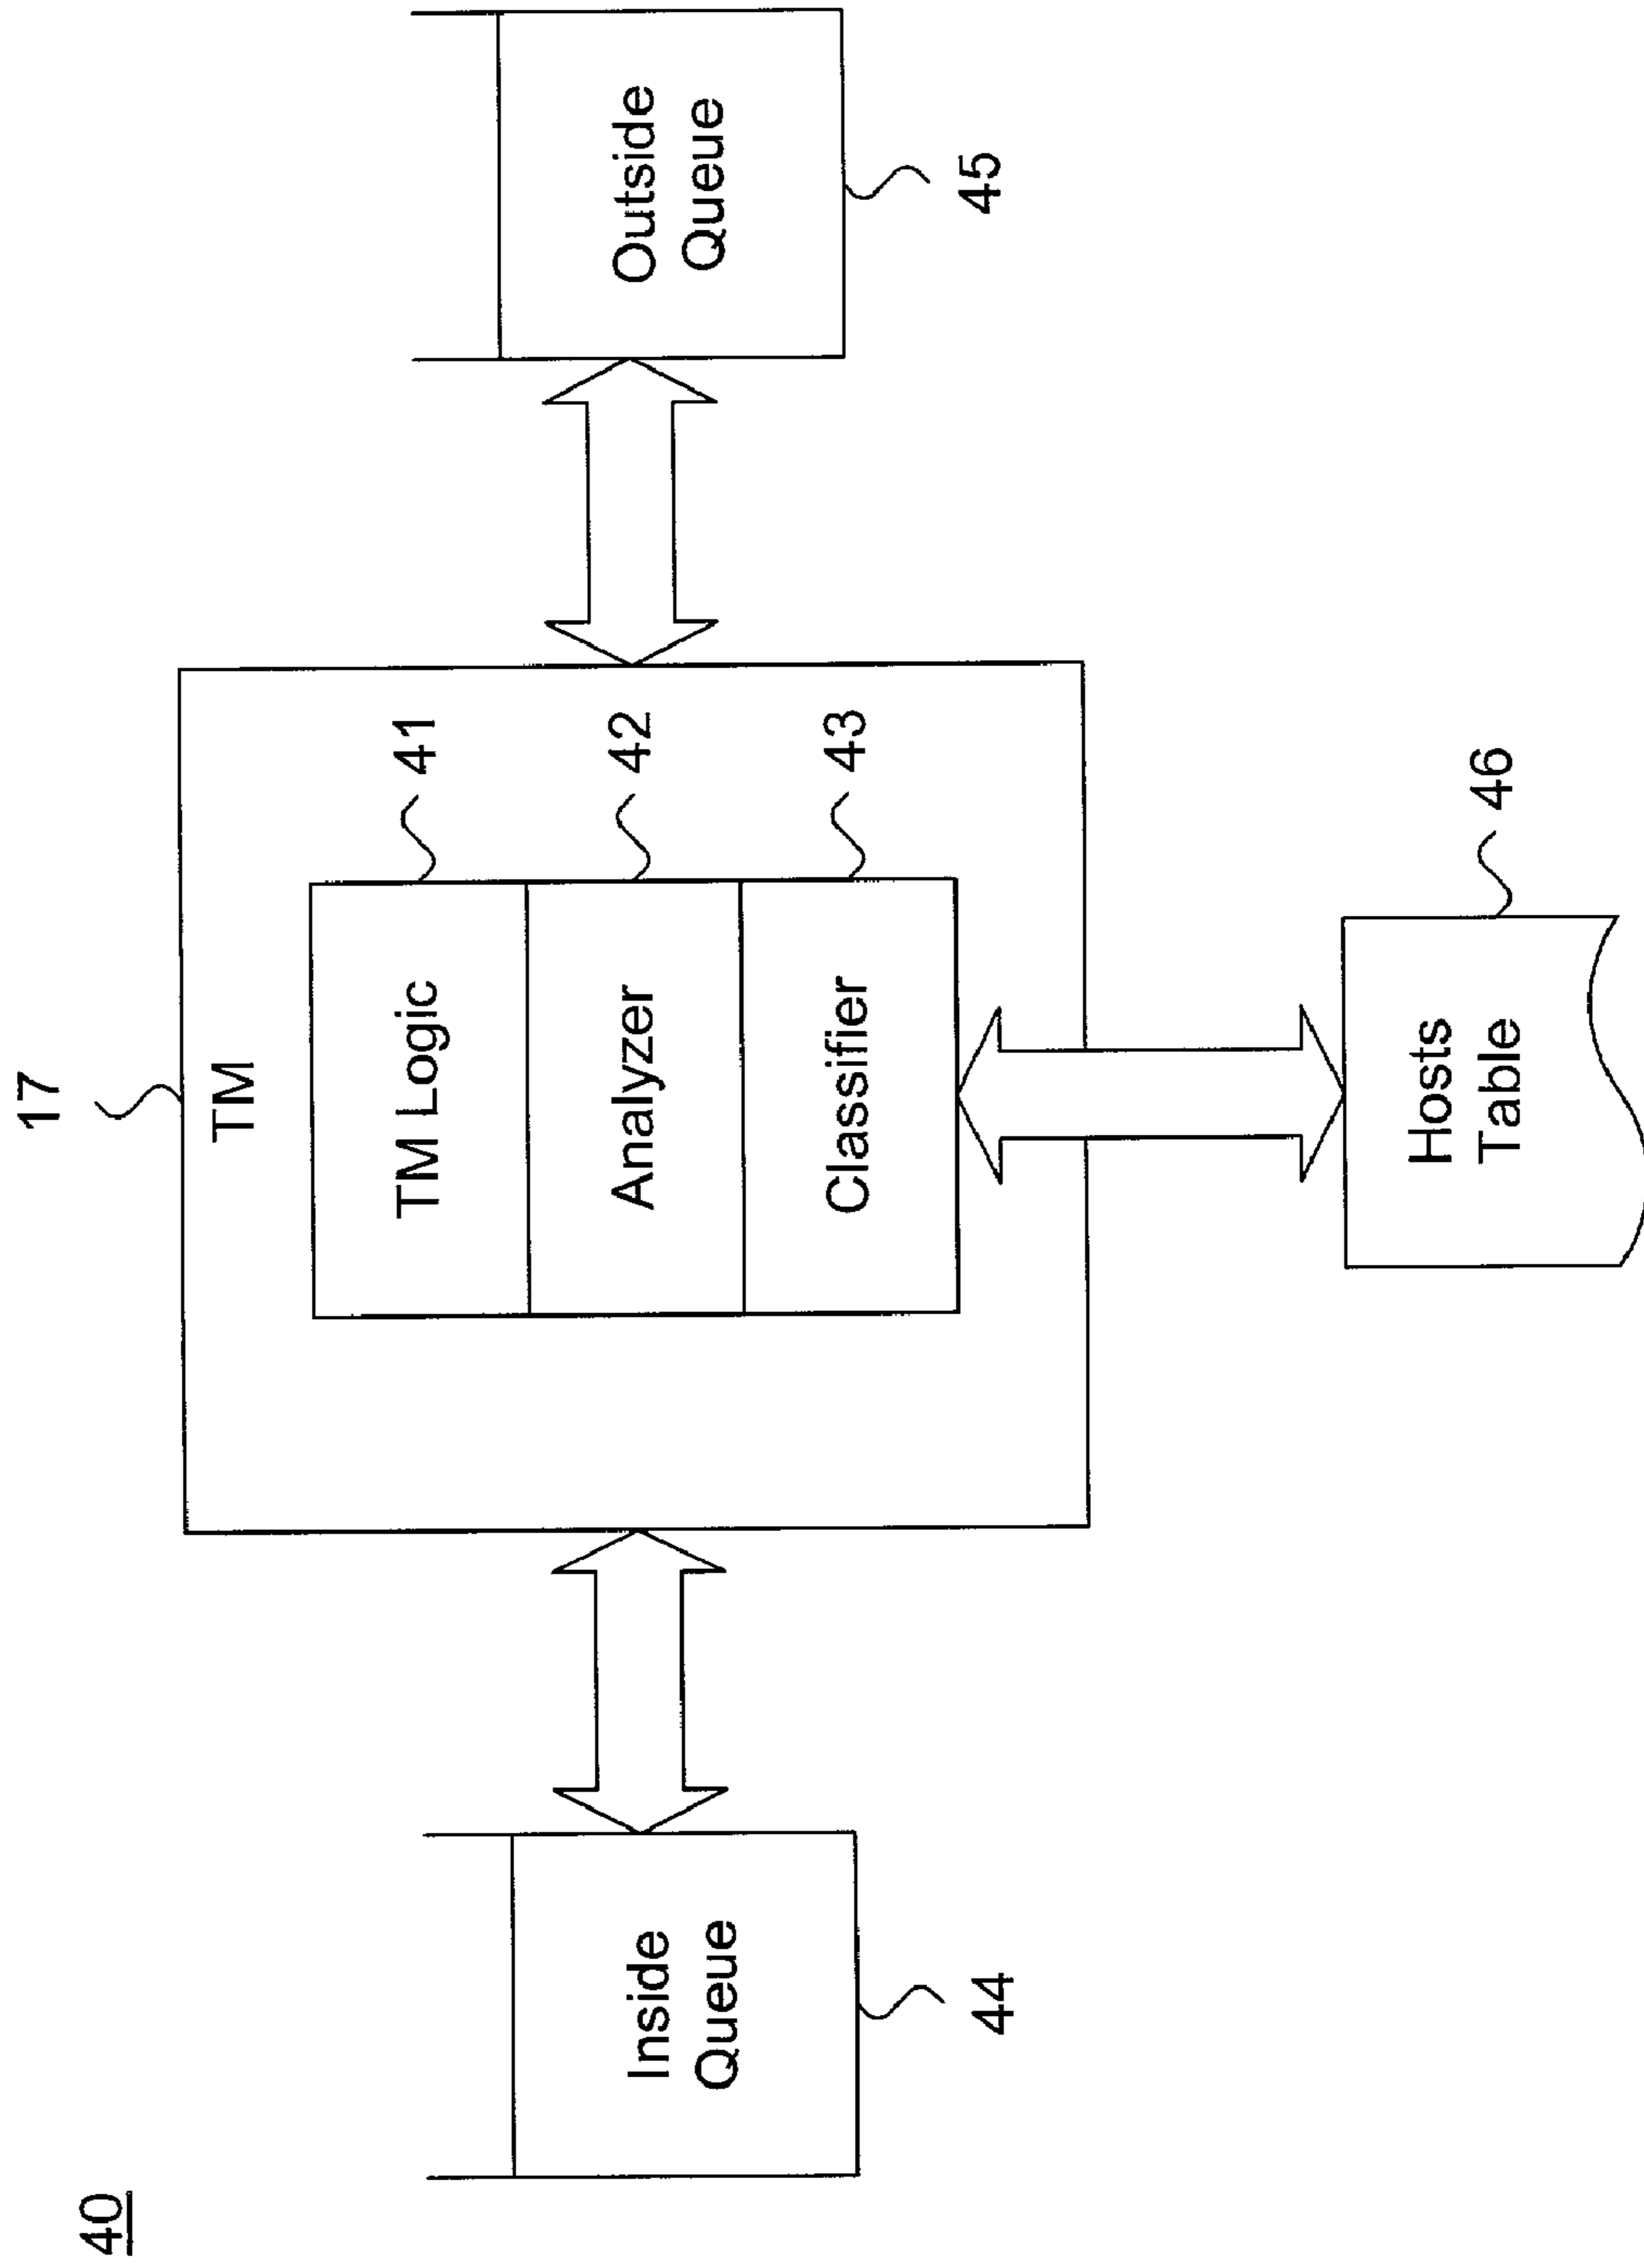 40
17
TM
TM Logic
41
Analyzer
42
Classifier
43
Inside
Queue
44
Outside
Queue
45
Hosts
Table
46